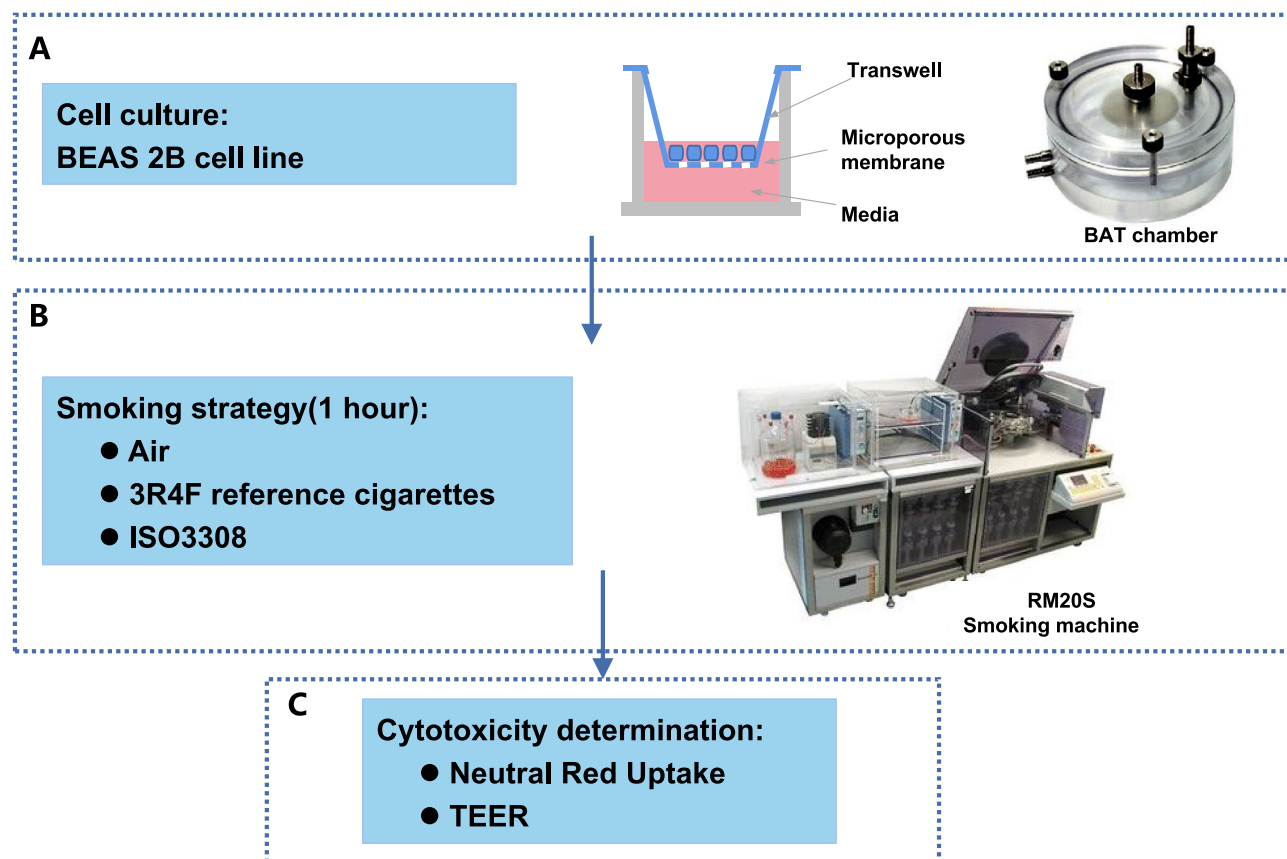 A
Cell culture:
BEAS 2B cell line
Transwell
Microporous
membrane
Media
BAT chamber
B
Smoking strategy(1 hour):
● Air
● 3R4F reference cigarettes
● ISO3308
RM20S
Smoking machine
C
Cytotoxicity determination:
● Neutral Red Uptake
● TEER